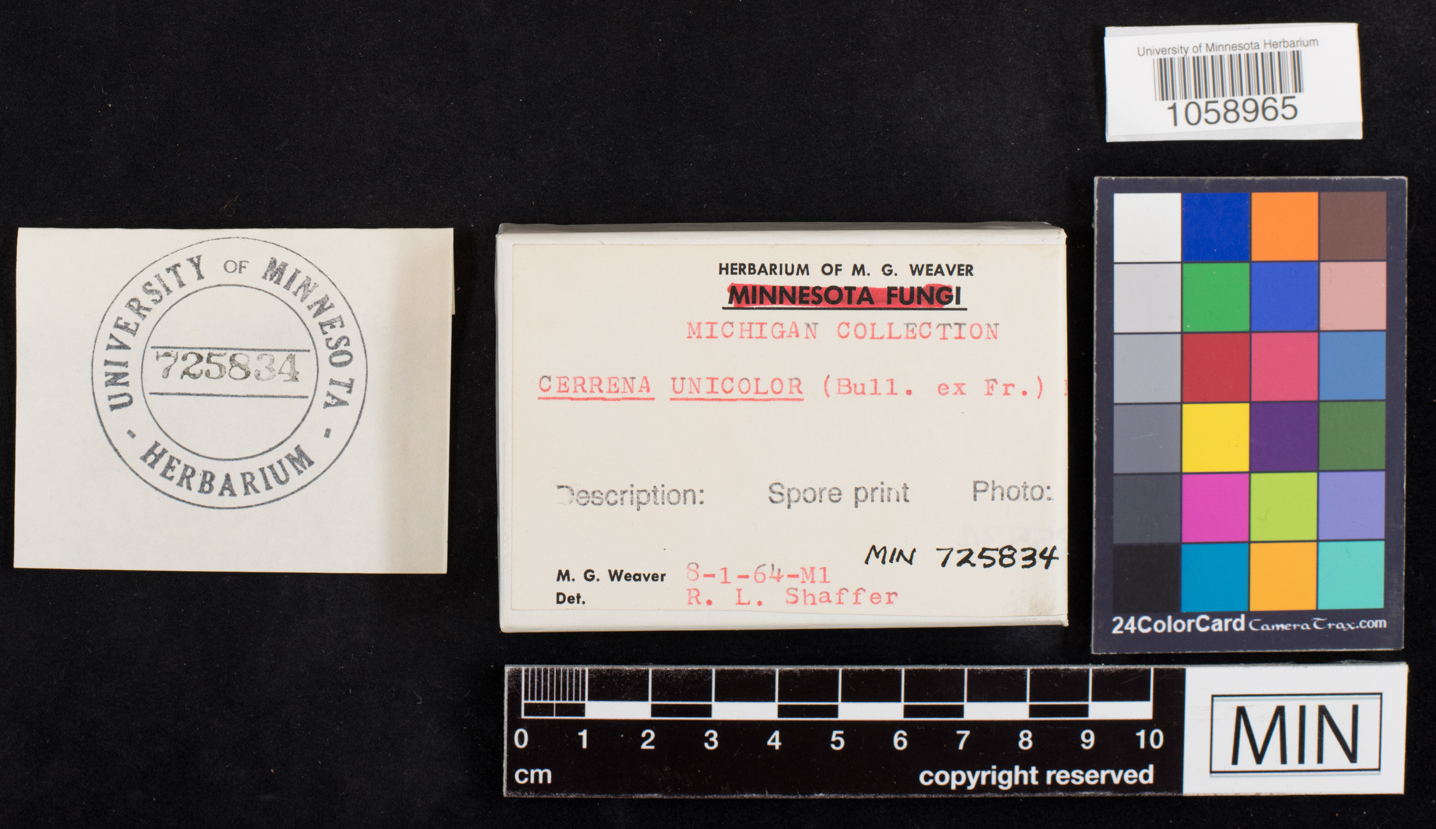 University of Minnesota Herbarium
1058965
UNIVERSITY OF MINNESOTA
725834
- HERBARIUM -
HERBARIUM OF M. G. WEAVER
MINNESOTA FUNGI
MICHIGAN COLLECTION
CERRENA UNICOLOR (Bull. ex Fr.)
Description: Spore print Photo:
MIN 725834
M. G. Weaver 8-1-64-M1
Det. R. L. Shaffer
24ColorCard CameraTrax.com
0 1 2 3 4 5 6 7 8 9 10
cm copyright reserved
MIN